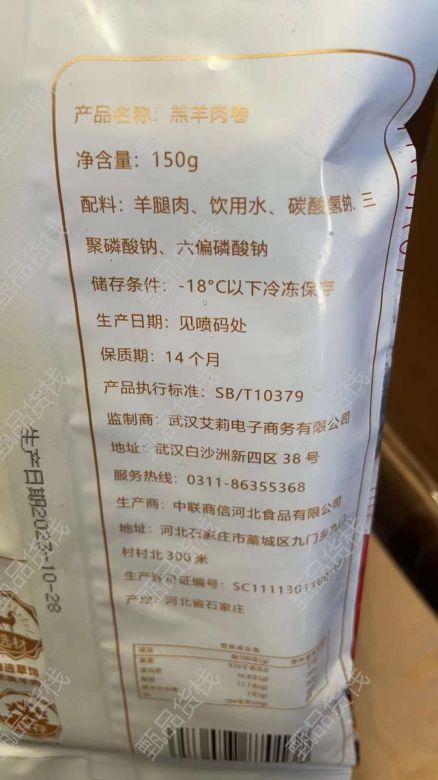 产品名称：羔羊肉卷
净含量：150g
配料：羊腿肉、饮用水、碳酸氢钠、三
聚磷酸钠、六偏磷酸钠
储存条件：-18°C以下冷冻保存
生产日期：见喷码处
保质期：14个月
产品执行标准：SB/T10379
监制商：武汉艾莉电子商务有限公司
地址：武汉白沙洲新四区38号
服务热线：0311-86355368
生产商：中联商信河北食品有限公司
地址：河北石家庄市藁城区九门乡九门
村村北300米
生产许可证编号：SC1111301
产地：河北省石家庄
营养成分表
生产日期2023-10-28
甄品货栈